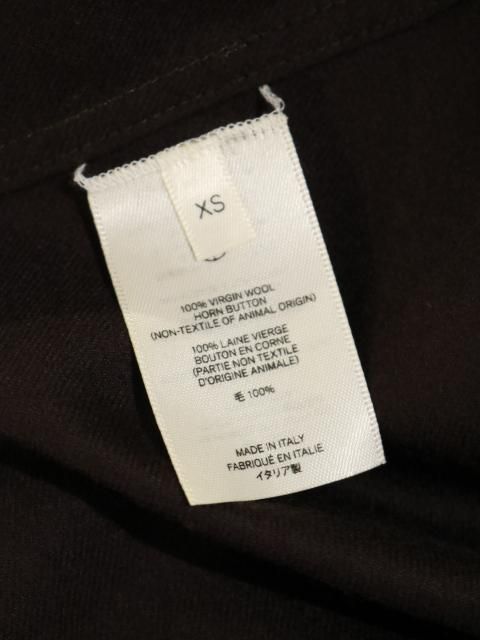 XS
100% VIRGIN WOOL
HORN BUTTON
(NON-TEXTILE OF ANIMAL ORIGIN)
100% LAINE VIERGE
BOUTON EN CORNE
(PARTIE NON TEXTILE
D'ORIGINE ANIMALE)
毛 100%
MADE IN ITALY
FABRIQUÉ EN ITALIE
イタリア製